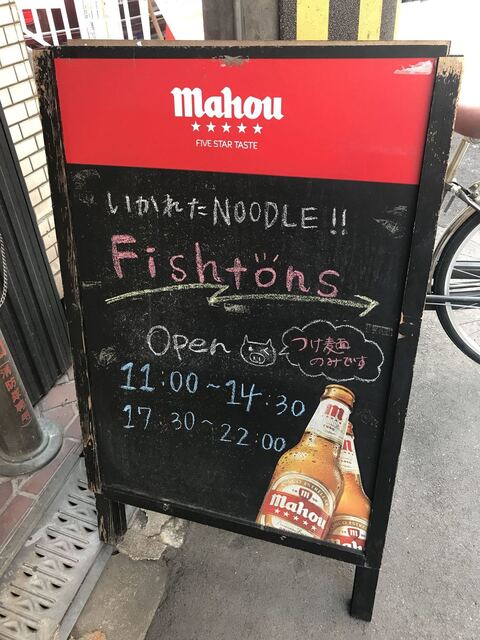 Mahou
FIVE STAR TASTE
いかれたNOODLE!!
Fishtons
Open
つけ麺
のみです
11:00~14:30
17:30~22:00
Mahou
Mahou